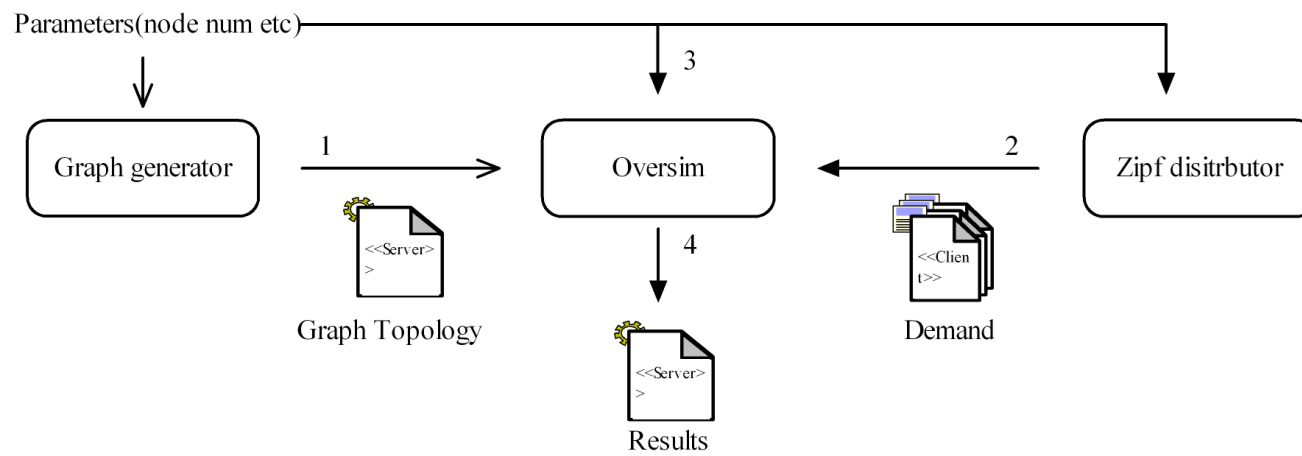 Parameters(node num etc)
3
Graph generator
1
Oversim
2
Zipf disitrbutor
<<Server>
>
Graph Topology
4
<<Clien
t>>
Demand
<<Server>
>
Results